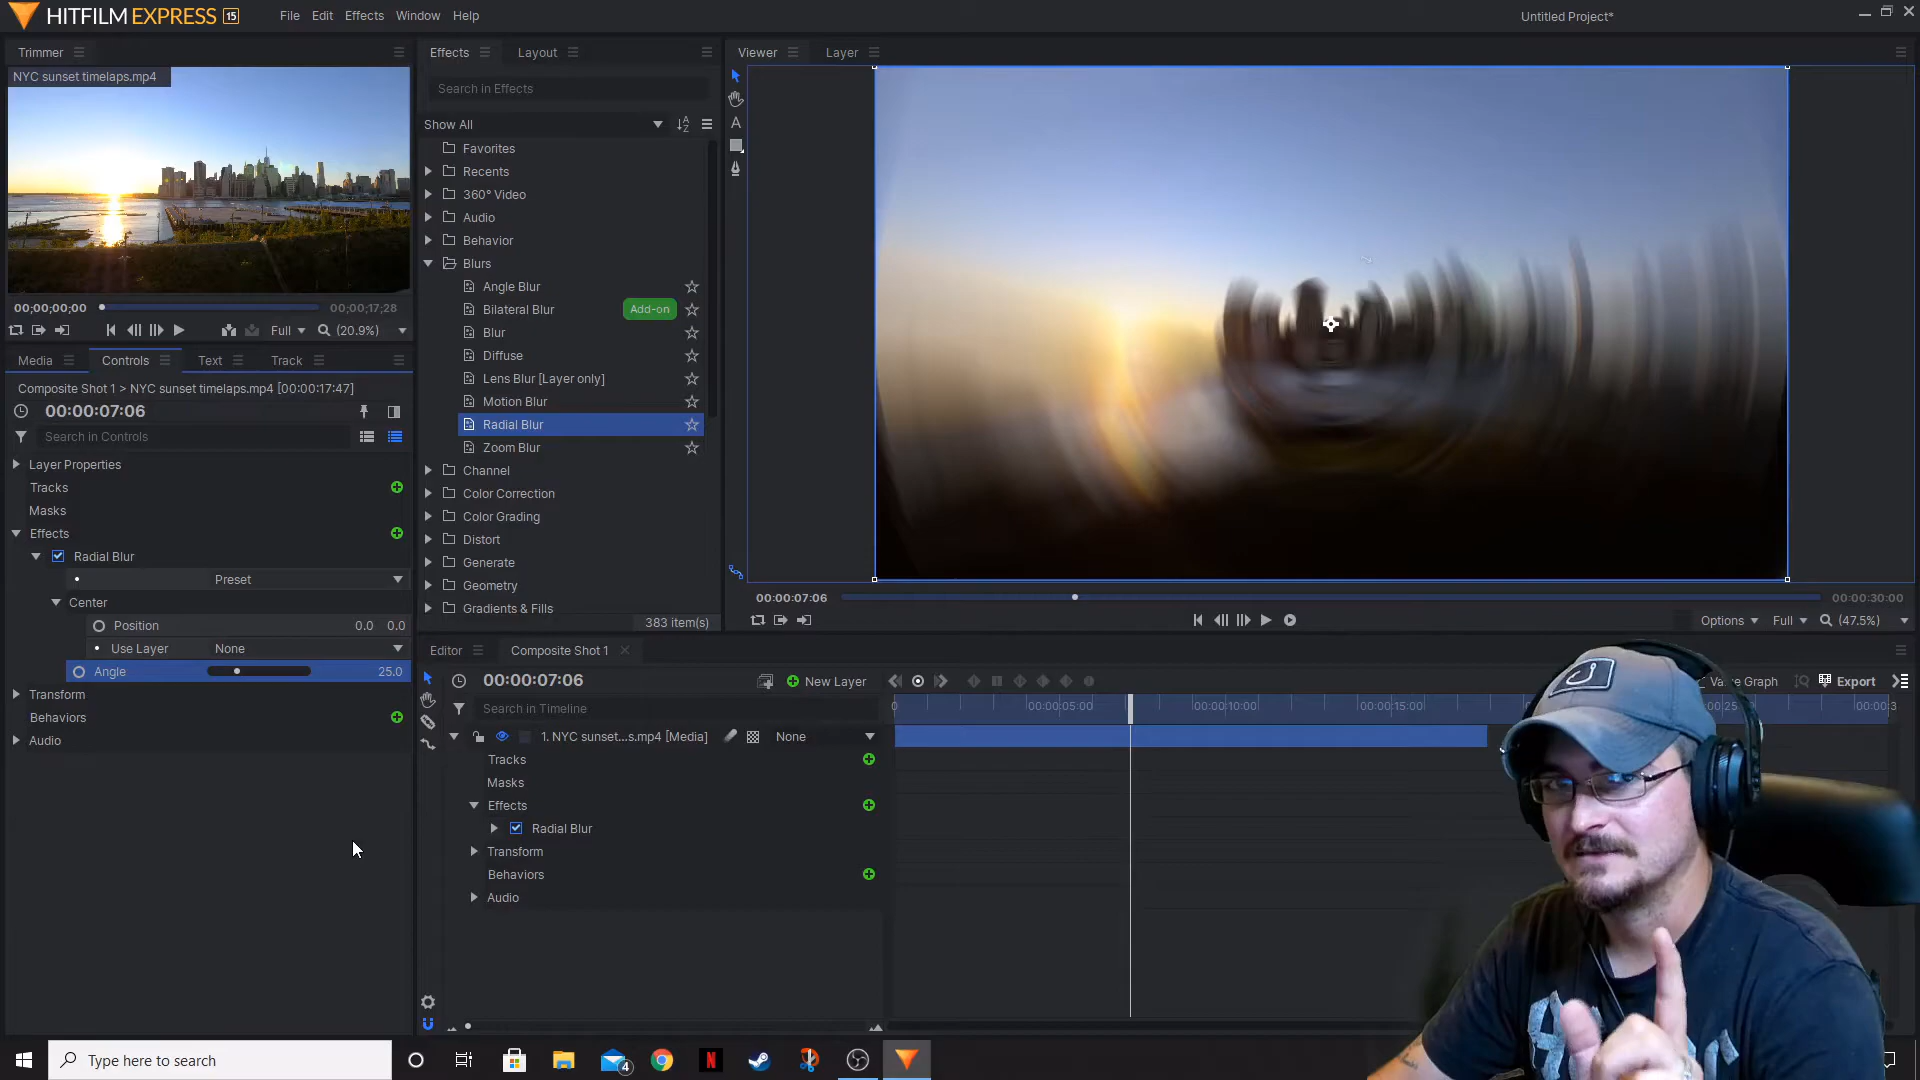 HITFILM EXPRESS 15
File Edit Effects Window Help
Untitled Project*
Trimmer
NYC sunset timelaps.mp4
00;00;00;00
00;00;17;28
Full
(20.9%)
Media Controls Text Track
Composite Shot 1 > NYC sunset timelaps.mp4 [00:00:17:47]
00:00:07:06
Search in Controls
Layer Properties
Tracks
Masks
Effects
Radial Blur
Preset
Center
Position 0.0 0.0
Use Layer None
Angle 25.0
Transform
Behaviors
Audio
Effects Layout
Search in Effects
Show All
Favorites
Recents
360° Video
Audio
Behavior
Blurs
Angle Blur
Bilateral Blur Add-on
Blur
Diffuse
Lens Blur [Layer only]
Motion Blur
Radial Blur
Zoom Blur
Channel
Color Correction
Color Grading
Distort
Generate
Geometry
Gradients & Fills
383 item(s)
Viewer Layer
A
00:00:07:06
00:00:30:00
Options Full (47.5%)
Editor Composite Shot 1
00:00:07:06
New Layer
Export
Search in Timeline
0 00:00:05:00 00:00:10:00 00:00:15:00
1. NYC sunset...s.mp4 [Media] None
Tracks
Masks
Effects
Radial Blur
Transform
Behaviors
Audio
Type here to search
4
N